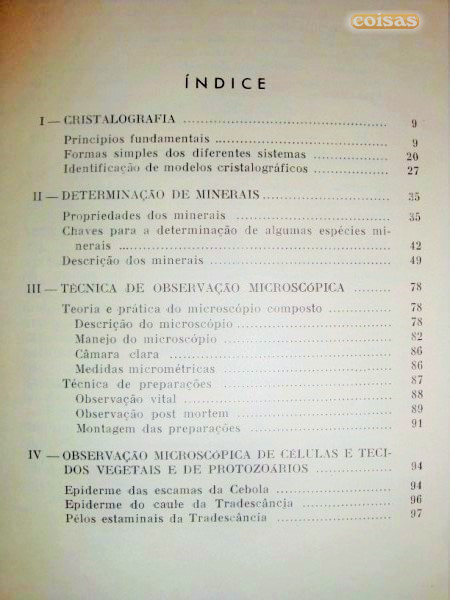 coisas
ÍNDICE
I — CRISTALOGRAFIA ........ 9
Princípios fundamentais ........ 9
Formas simples dos diferentes sistemas ........ 20
Identificação de modelos cristalográficos ........ 27
II — DETERMINAÇÃO DE MINERAIS ........ 35
Propriedades dos minerais ........ 35
Chaves para a determinação de algumas espécies mi-
nerais ........ 42
Descrição dos minerais ........ 49
III — TÉCNICA DE OBSERVAÇÃO MICROSCÓPICA ........ 78
Teoria e prática do microscópio composto ........ 78
Descrição do microscópio ........ 78
Manejo do microscópio ........ 82
Câmara clara ........ 86
Medidas micrométricas ........ 86
Técnica de preparações ........ 87
Observação vital ........ 88
Observação post mortem ........ 89
Montagem das preparações ........ 91
IV — OBSERVAÇÃO MICROSCÓPICA DE CÉLULAS E TECI-
DOS VEGETAIS E DE PROTOZOÁRIOS ........ 94
Epiderme das escamas da Cebola ........ 94
Epiderme do caule da Tradescância ........ 96
Pêlos estaminais da Tradescância ........ 97